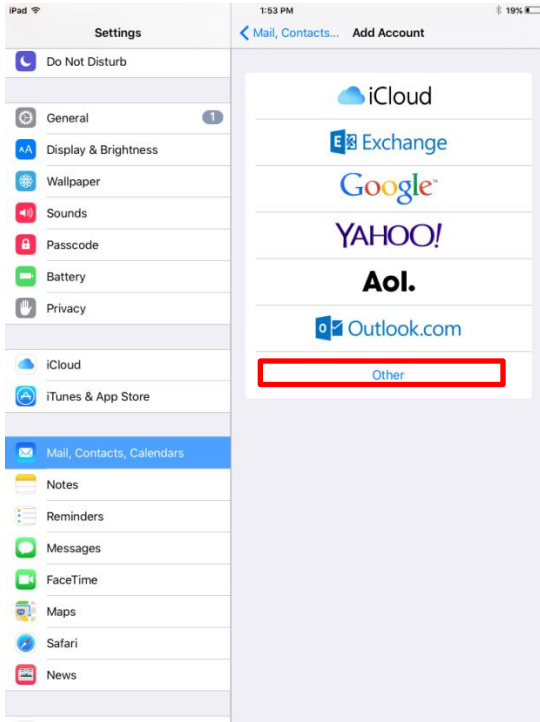 iPad 1:53 PM 19%
Settings
Mail, Contacts... Add Account
Do Not Disturb
General 1
Display & Brightness
Wallpaper
Sounds
Passcode
Battery
Privacy
iCloud
iTunes & App Store
Mail, Contacts, Calendars
Notes
Reminders
Messages
FaceTime
Maps
Safari
News
iCloud
Exchange
Google
YAHOO!
Aol.
Outlook.com
Other